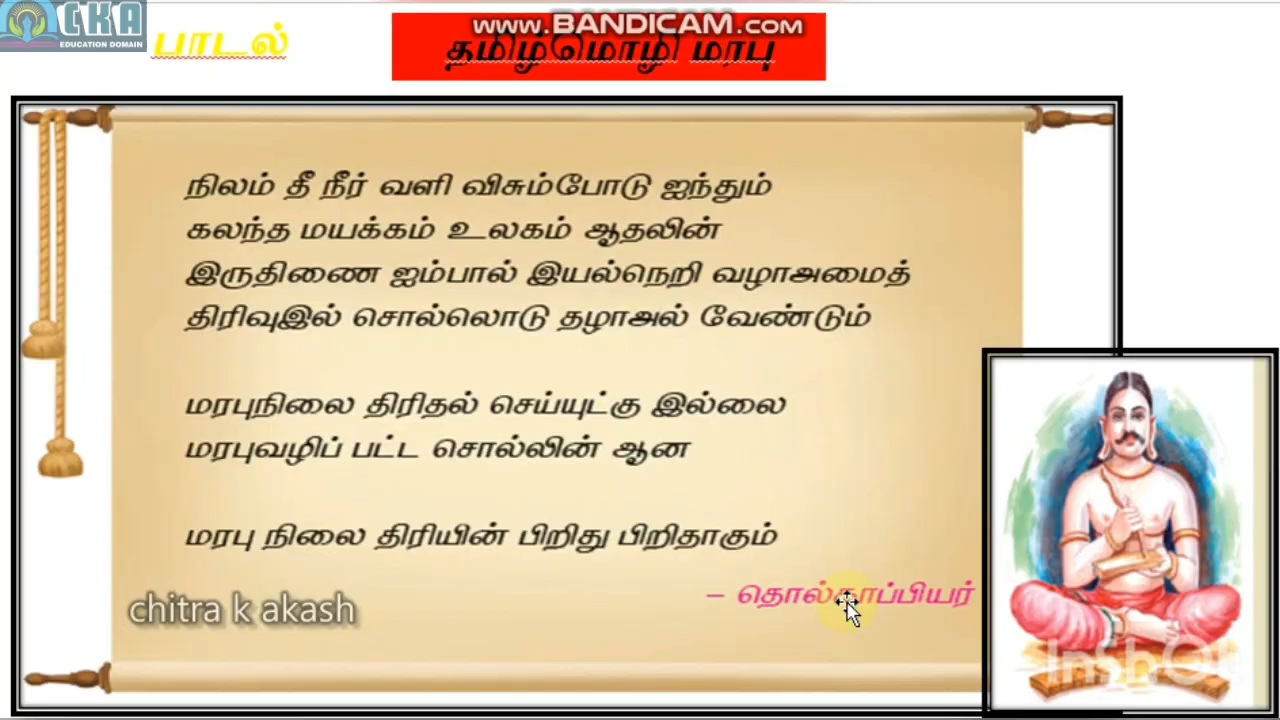 CKA
EDUCATION DOMAIN
பாடல்
www.BANDICAM.com
தமிழ்மொழி மரபு
நிலம் தீ நீர் வளி விசும்போடு ஐந்தும்
கலந்த மயக்கம் உலகம் ஆதலின்
இருதிணை ஐம்பால் இயல்நெறி வழாஅமைத்
திரிவுஇல் சொல்லொடு தழாஅல் வேண்டும்
மரபுநிலை திரிதல் செய்யுட்கு இல்லை
மரபுவழிப் பட்ட சொல்லின் ஆன
மரபு நிலை திரியின் பிறிது பிறிதாகும்
– தொல்காப்பியர்
chitra k akash
InShOt